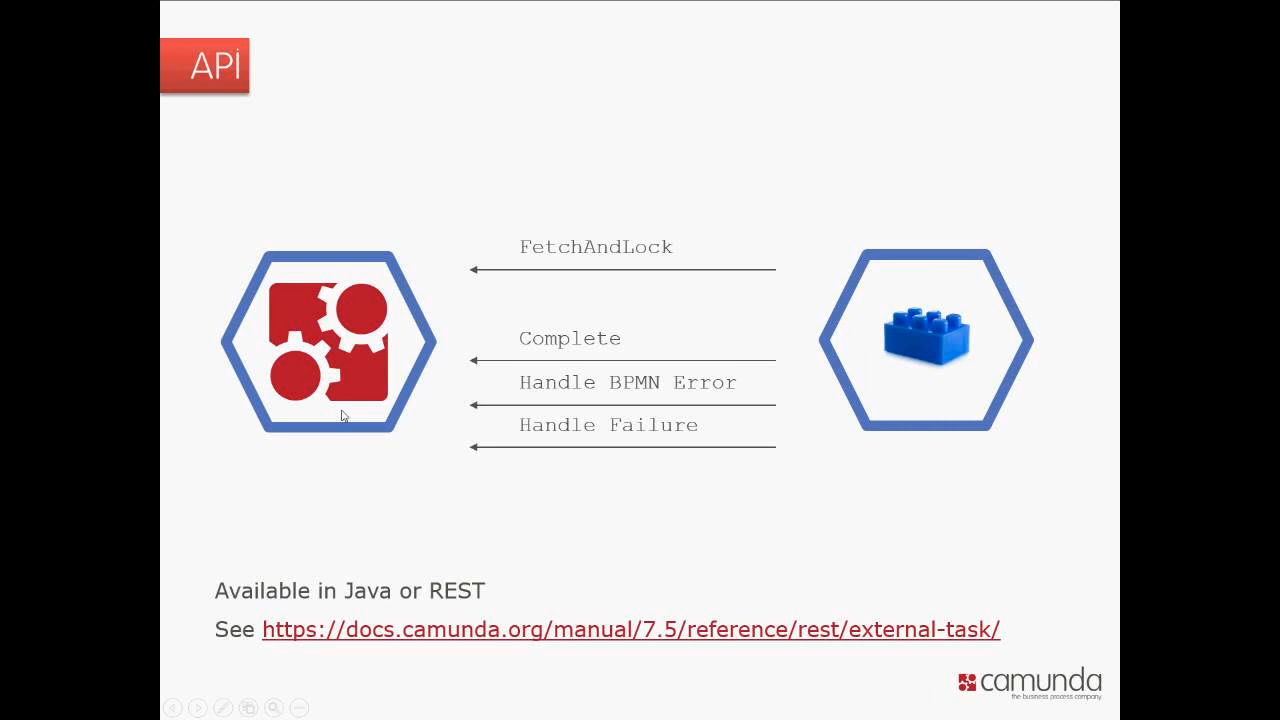 API
FetchAndLock
Complete
Handle BPMN Error
Handle Failure
Available in Java or REST
See https://docs.camunda.org/manual/7.5/reference/rest/external-task/
camunda
the business process company.